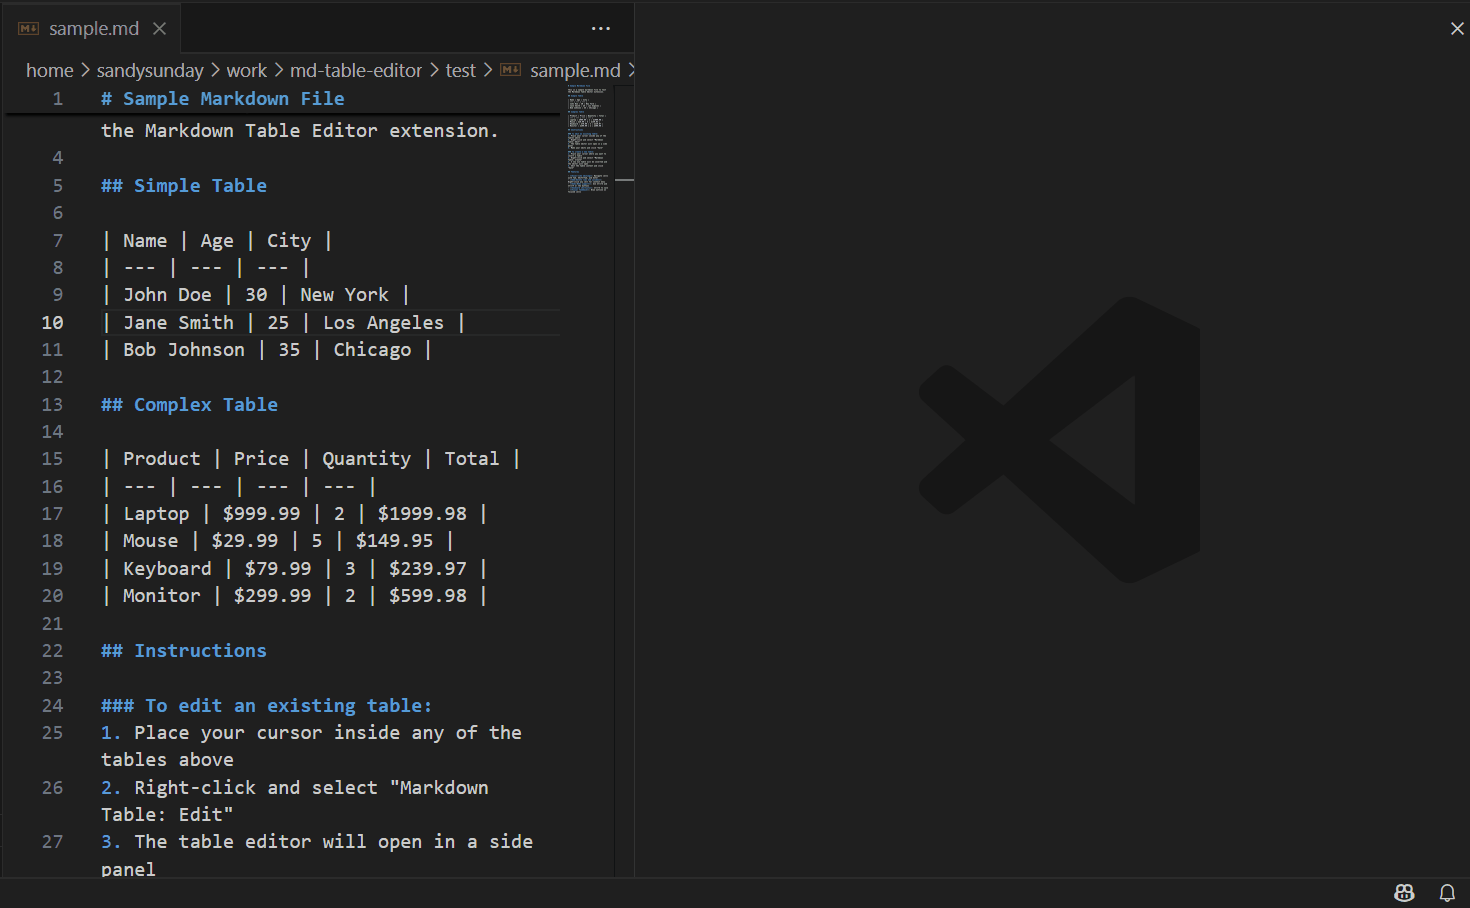 sample.md
home > sandysunday > work > md-table-editor > test > sample.md >
1 # Sample Markdown File
the Markdown Table Editor extension.
4
5 ## Simple Table
6
7 | Name | Age | City |
8 | --- | --- | --- |
9 | John Doe | 30 | New York |
10 | Jane Smith | 25 | Los Angeles |
11 | Bob Johnson | 35 | Chicago |
12
13 ## Complex Table
14
15 | Product | Price | Quantity | Total |
16 | --- | --- | --- | --- |
17 | Laptop | $999.99 | 2 | $1999.98 |
18 | Mouse | $29.99 | 5 | $149.95 |
19 | Keyboard | $79.99 | 3 | $239.97 |
20 | Monitor | $299.99 | 2 | $599.98 |
21
22 ## Instructions
23
24 ### To edit an existing table:
25 1. Place your cursor inside any of the
tables above
26 2. Right-click and select "Markdown
Table: Edit"
27 3. The table editor will open in a side
panel